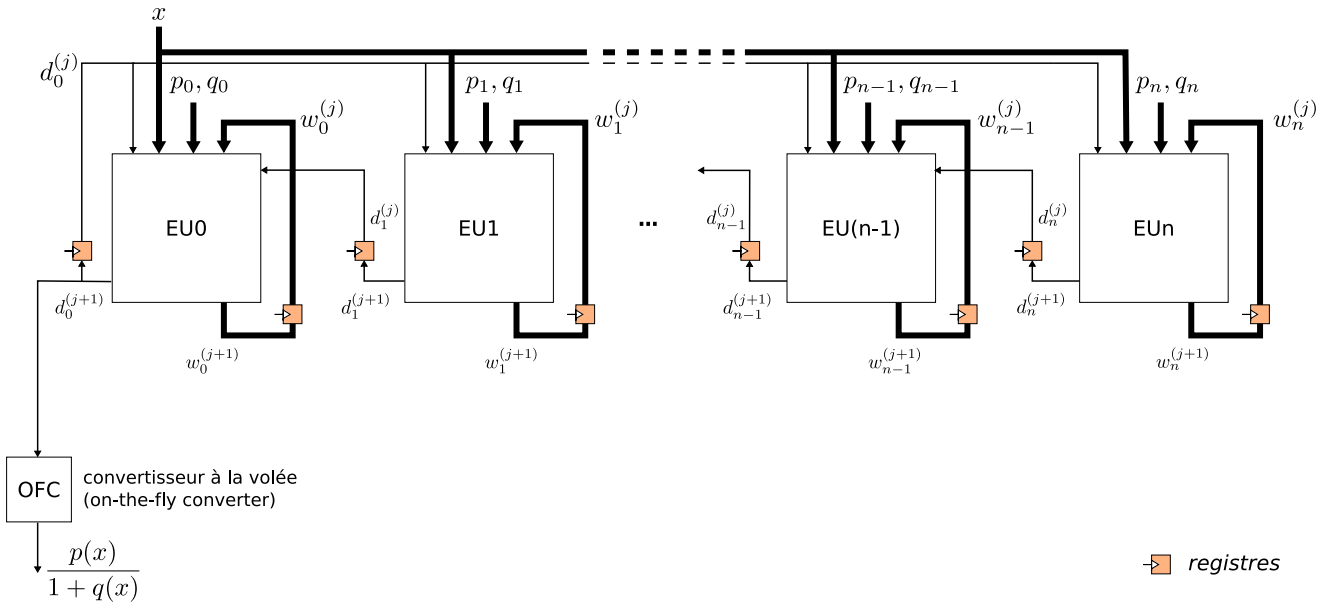 x
d_0^{(j)}
p_0, q_0
p_1, q_1
p_{n-1}, q_{n-1}
p_n, q_n
w_0^{(j)}
w_1^{(j)}
w_{n-1}^{(j)}
w_n^{(j)}
EU0
d_1^{(j)}
EU1
...
d_{n-1}^{(j)}
EU(n-1)
d_n^{(j)}
EUn
d_0^{(j+1)}
d_1^{(j+1)}
d_{n-1}^{(j+1)}
d_n^{(j+1)}
w_0^{(j+1)}
w_1^{(j+1)}
w_{n-1}^{(j+1)}
w_n^{(j+1)}
OFC
convertisseur à la volée
(on-the-fly converter)
p(x)
1 + q(x)
registres